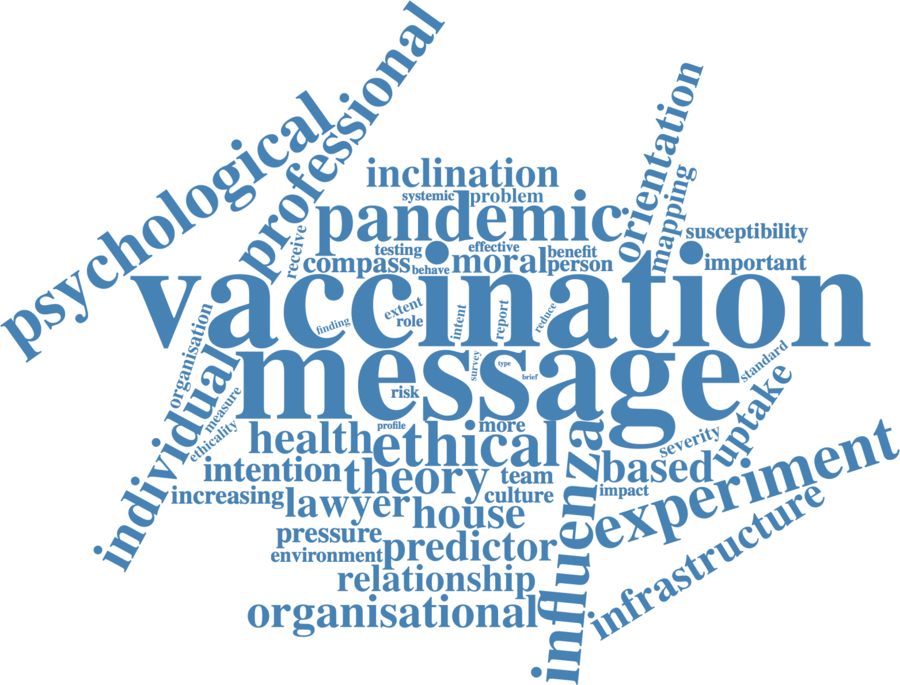 psychological
professional
orientation
mapping
inclination
systemic
problem
pandemic
susceptibility
receive
testing
effective
benefit
compass
behave
moral
person
important
vaccination
extent
role
finding
intent
report
reduce
organisation
message
survey
type
brief
standard
risk
individual
measure
ethicality
profile
more
uptake
health
ethical
severity
intention
theory
team
based
experiment
increasing
lawyer
culture
impact
house
influenza
infrastructure
pressure
environment
predictor
relationship
organisational